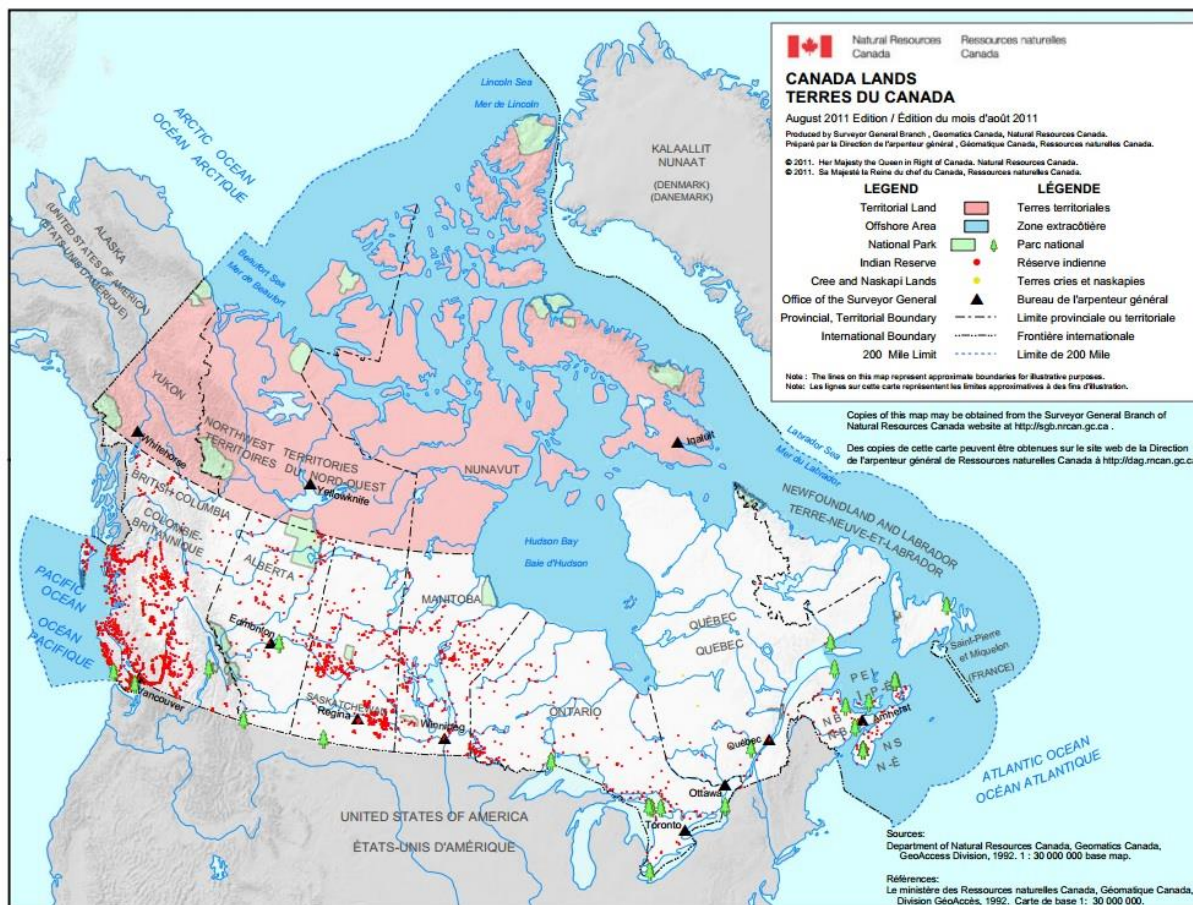 Natural Resources Canada
Ressources naturelles Canada
CANADA LANDS
TERRES DU CANADA
August 2011 Edition / Édition du mois d'août 2011
Produced by Surveyor General Branch , Geomatics Canada, Natural Resources Canada.
Préparé par la Direction de l'arpenteur général , Géomatique Canada, Ressources naturelles Canada.
© 2011. Her Majesty the Queen in Right of Canada. Natural Resources Canada.
© 2011. Sa Majesté la Reine du chef du Canada, Ressources naturelles Canada.
LEGEND LÉGENDE
Territorial Land Terres territoriales
Offshore Area Zone extracôtière
National Park Parc national
Indian Reserve Réserve indienne
Cree and Naskapi Lands Terres cries et naskapies
Office of the Surveyor General Bureau de l'arpenteur général
Provincial, Territorial Boundary Limite provinciale ou territoriale
International Boundary Frontière internationale
200 Mile Limit Limite de 200 Mile
Note : The lines on this map represent approximate boundaries for illustrative purposes.
Note: Les lignes sur cette carte représentent les limites approximatives à des fins d'illustration.
Copies of this map may be obtained from the Surveyor General Branch of
Natural Resources Canada website at http://sgb.nrcan.gc.ca .
Des copies de cette carte peuvent être obtenues sur le site web de la Direction
de l'arpenteur général de Ressources naturelles Canada à http://dag.rncan.gc.c
Lincoln Sea
Mer de Lincoln
ARCTIC OCEAN
OCÉAN ARCTIQUE
KALAALLIT
NUNAAT
(DENMARK)
(DANEMARK)
ALASKA
(UNITED STATES OF AMERICA)
(ÉTATS-UNIS D'AMÉRIQUE)
Beaufort Sea
Mer de Beaufort
YUKON
Whitehorse
NORTHWEST TERRITORIES
TERRITOIRES DU NORD-OUEST
Yellowknife
NUNAVUT
Iqaluit
Labrador Sea
Mer du Labrador
BRITISH COLUMBIA
COLOMBIE-
BRITANNIQUE
ALBERTA
Edmonton
MANITOBA
Hudson Bay
Baie d'Hudson
NEWFOUNDLAND AND LABRADOR
TERRE-NEUVE-ET-LABRADOR
PACIFIC
OCEAN
OCÉAN
PACIFIQUE
Vancouver
SASKATCHEWAN
Regina
Winnipeg
ONTARIO
QUÉBEC
QUEBEC
Saint-Pierre
et Miquelon
(FRANCE)
P E I
I -P -É
N B
N -B
Amherst
N S
N -É
Québec
Ottawa
Toronto
ATLANTIC OCEAN
OCÉAN ATLANTIQUE
UNITED STATES OF AMERICA
ÉTATS-UNIS D'AMÉRIQUE
Sources:
Department of Natural Resources Canada, Geomatics Canada,
GeoAccess Division, 1992. 1 : 30 000 000 base map.
Références:
Le ministère des Ressources naturelles Canada, Géomatique Canada,
Division GéoAccès, 1992. Carte de base 1: 30 000 000.